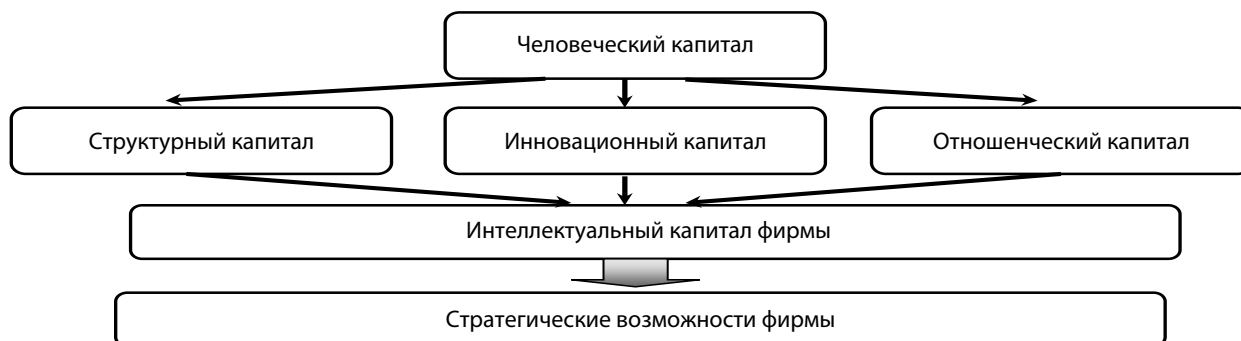 Человеческий капитал
Структурный капитал
Инновационный капитал
Отношенческий капитал
Интеллектуальный капитал фирмы
Стратегические возможности фирмы